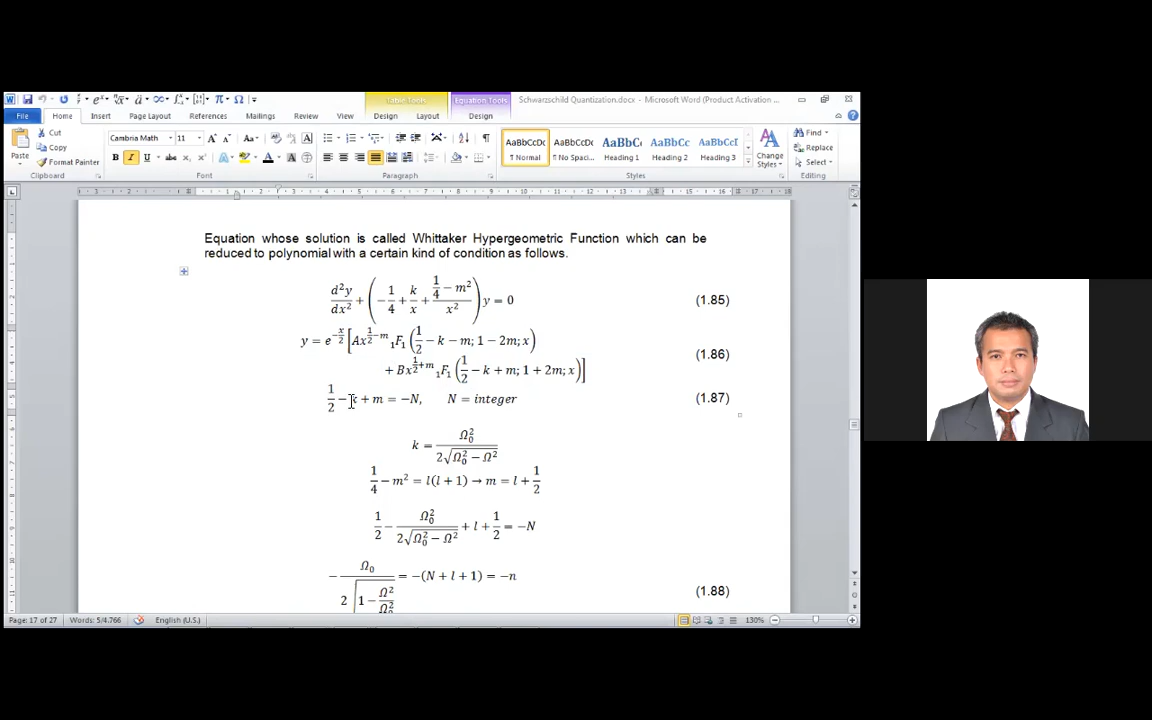 Table Tools Equation Tools Schwarzschild Quantization.docx - Microsoft Word (Product Activation ...
File Home Insert Page Layout References Mailings Review View Design Layout Design
Cut
Copy
Format Painter
Paste
Cambria Math 11
AaBbCcDc AaBbCcDc AaBbC AaBbCc AaBbCcI
¶ Normal ¶ No Spaci... Heading 1 Heading 2 Heading 3
Change Styles
Find
Replace
Select
Clipboard Font Paragraph Styles Editing
Equation whose solution is called Whittaker Hypergeometric Function which can be
reduced to polynomial with a certain kind of condition as follows.
d²y/dx² + (−1/4 + k/x + (1/4 − m²)/x²) y = 0 (1.85)
y = e^(−x/2) [A x^(1/2−m) ₁F₁ (1/2 − k − m; 1 − 2m; x)
+ B x^(1/2+m) ₁F₁ (1/2 − k + m; 1 + 2m; x)] (1.86)
1/2 − k + m = −N, N = integer (1.87)
k = Ω₀² / 2√(Ω₀² − Ω²)
1/4 − m² = l(l + 1) → m = l + 1/2
1/2 − Ω₀² / 2√(Ω₀² − Ω²) + l + 1/2 = −N
− Ω₀ / 2√(1 − Ω²/Ω₀²) = −(N + l + 1) = −n (1.88)
Page: 17 of 27 Words: 5/4.766 English (U.S.) 130%